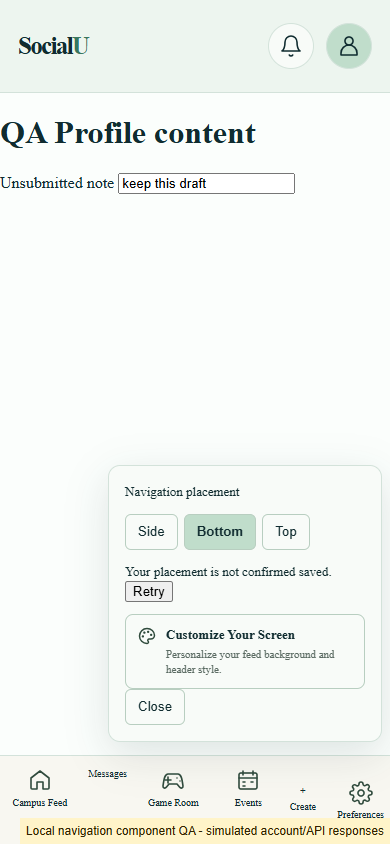 SocialU
QA Profile content
Unsubmitted note keep this draft
Navigation placement
Side Bottom Top
Your placement is not confirmed saved.
Retry
Customize Your Screen
Personalize your feed background and
header style.
Close
Campus Feed Messages Game Room Events + Create Preferences
Local navigation component QA - simulated account/API responses